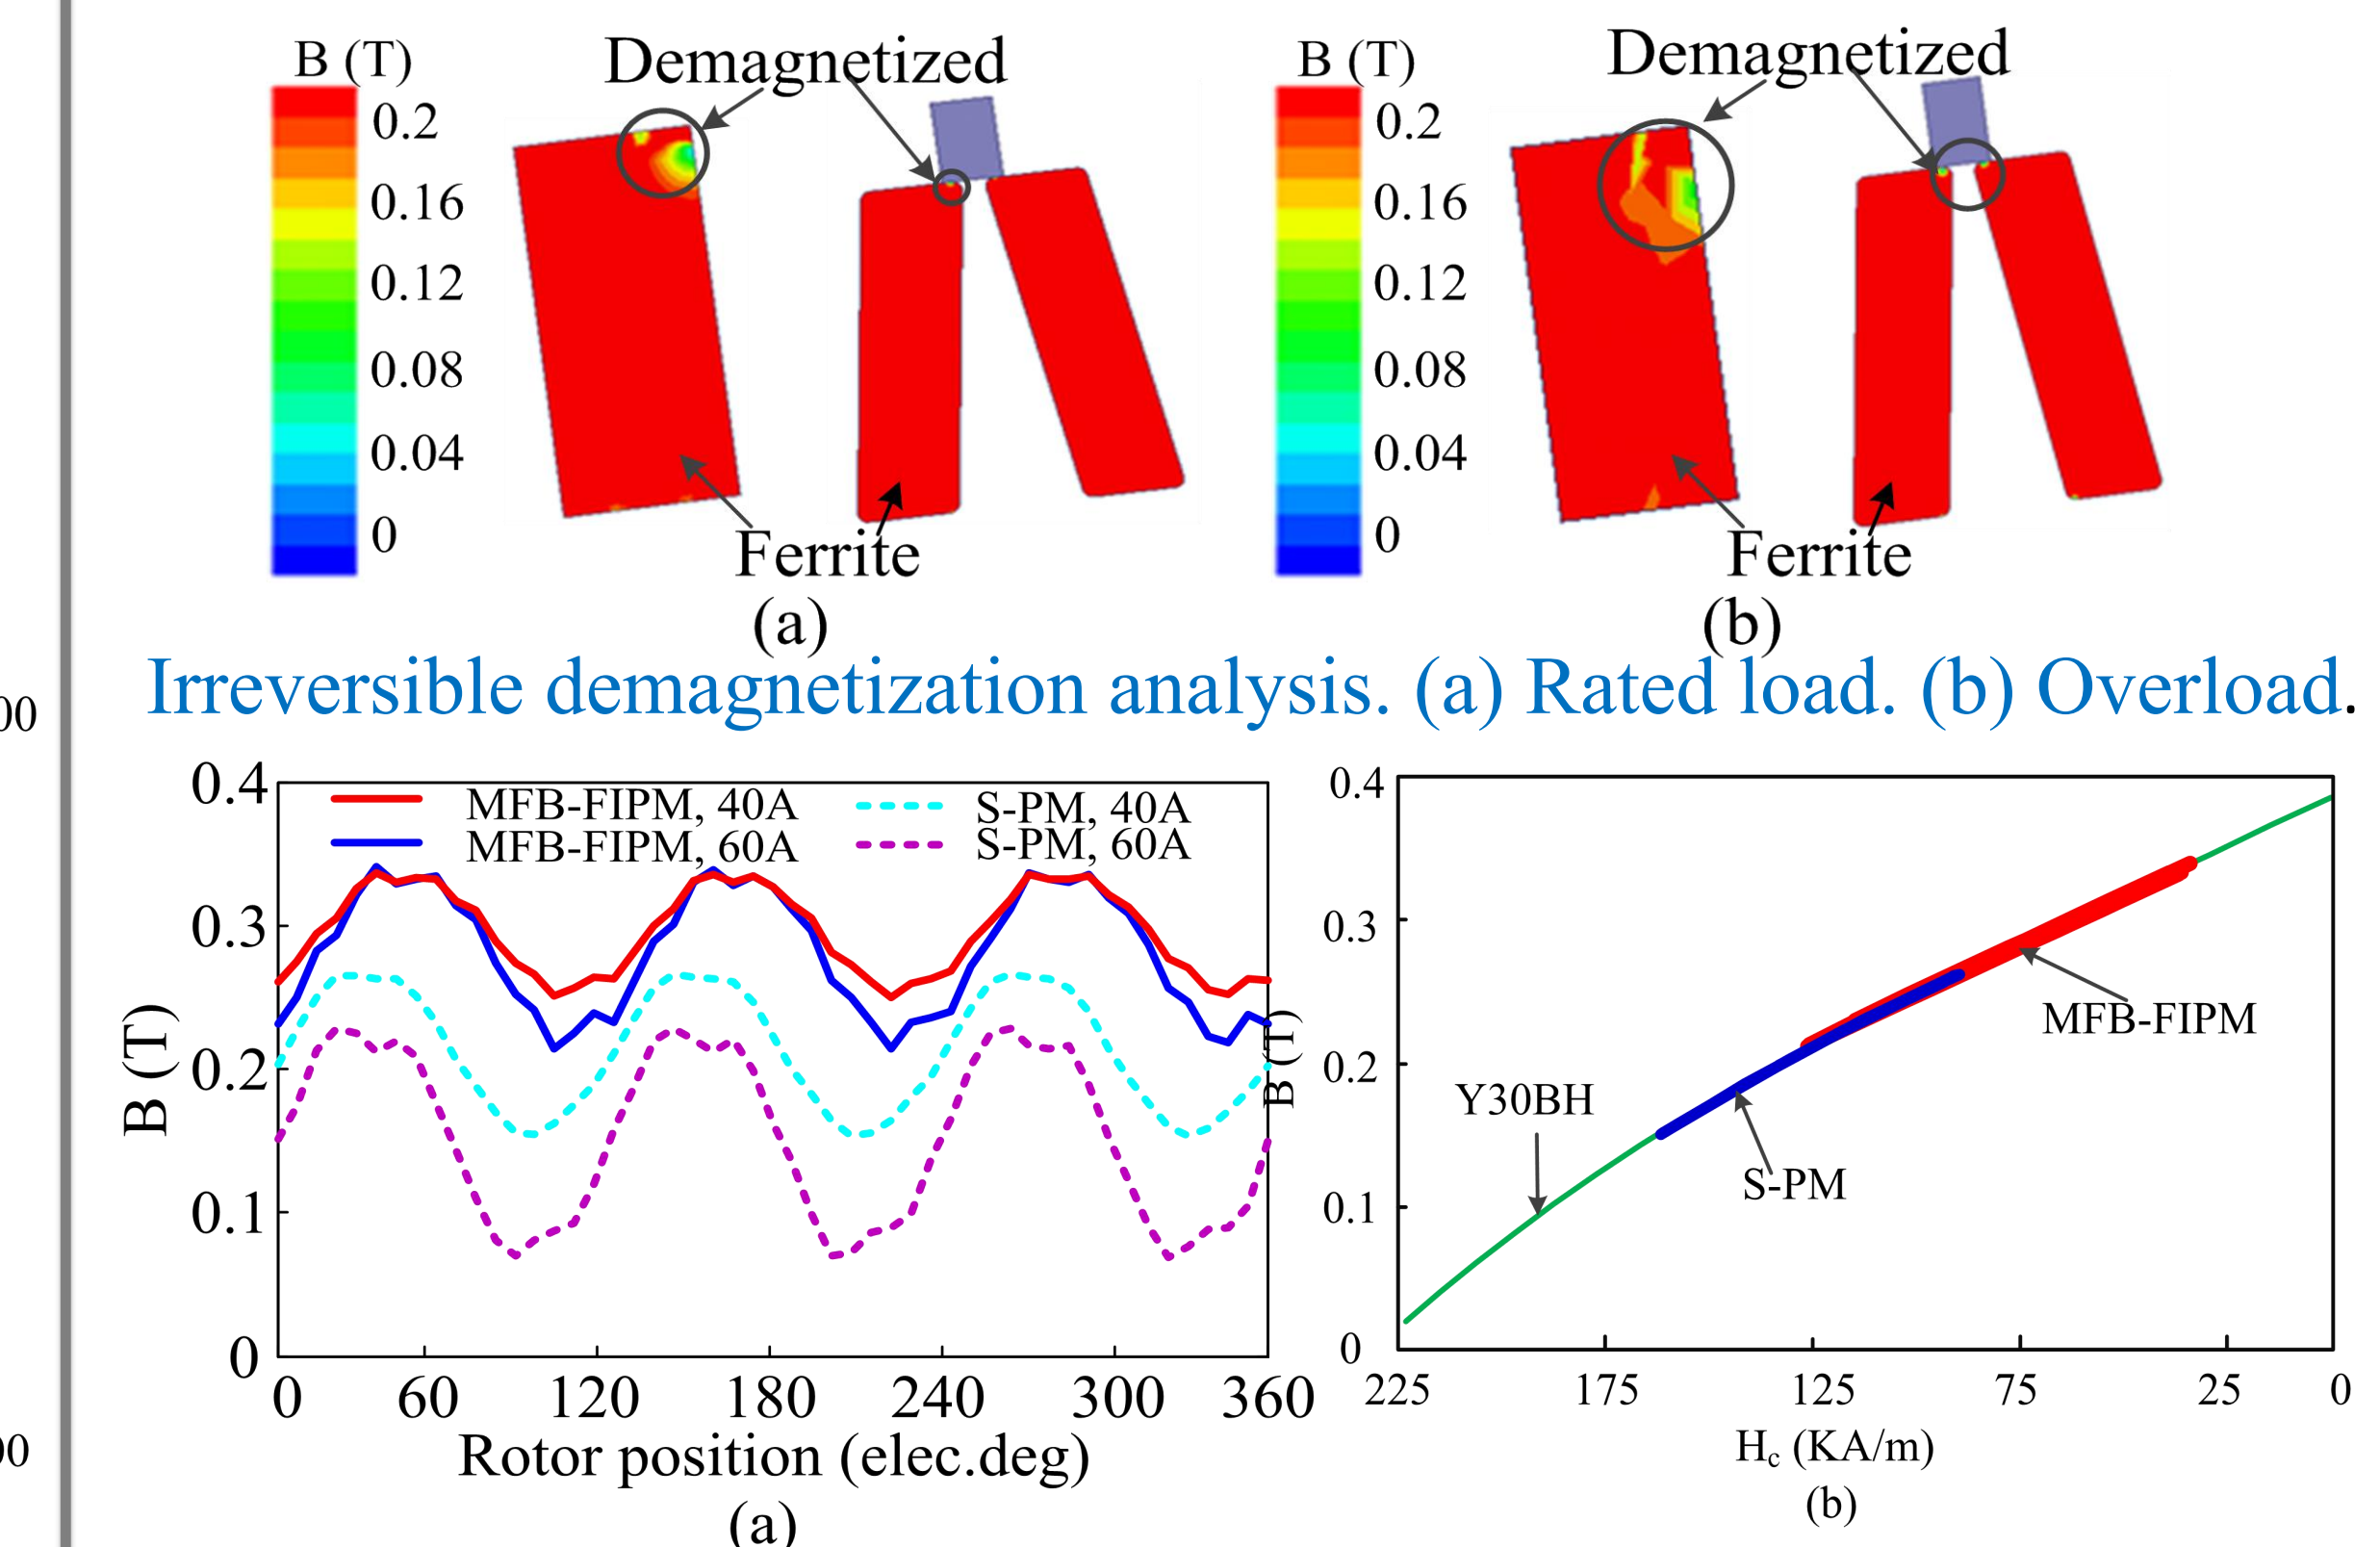 B (T)
Demagnetized
0.2
0.16
0.12
0.08
0.04
0
Ferrite
(a)
B (T)
Demagnetized
0.2
0.16
0.12
0.08
0.04
0
Ferrite
(b)
Irreversible demagnetization analysis. (a) Rated load. (b) Overload.
00
00
MFB-FIPM, 40A
S-PM, 40A
MFB-FIPM, 60A
S-PM, 60A
B (T)
0.4
0.3
0.2
0.1
0
0 60 120 180 240 300 360
Rotor position (elec.deg)
(a)
B (T)
0.4
0.3
0.2
0.1
0
MFB-FIPM
Y30BH
S-PM
225 175 125 75 25 0
Hc (KA/m)
(b)